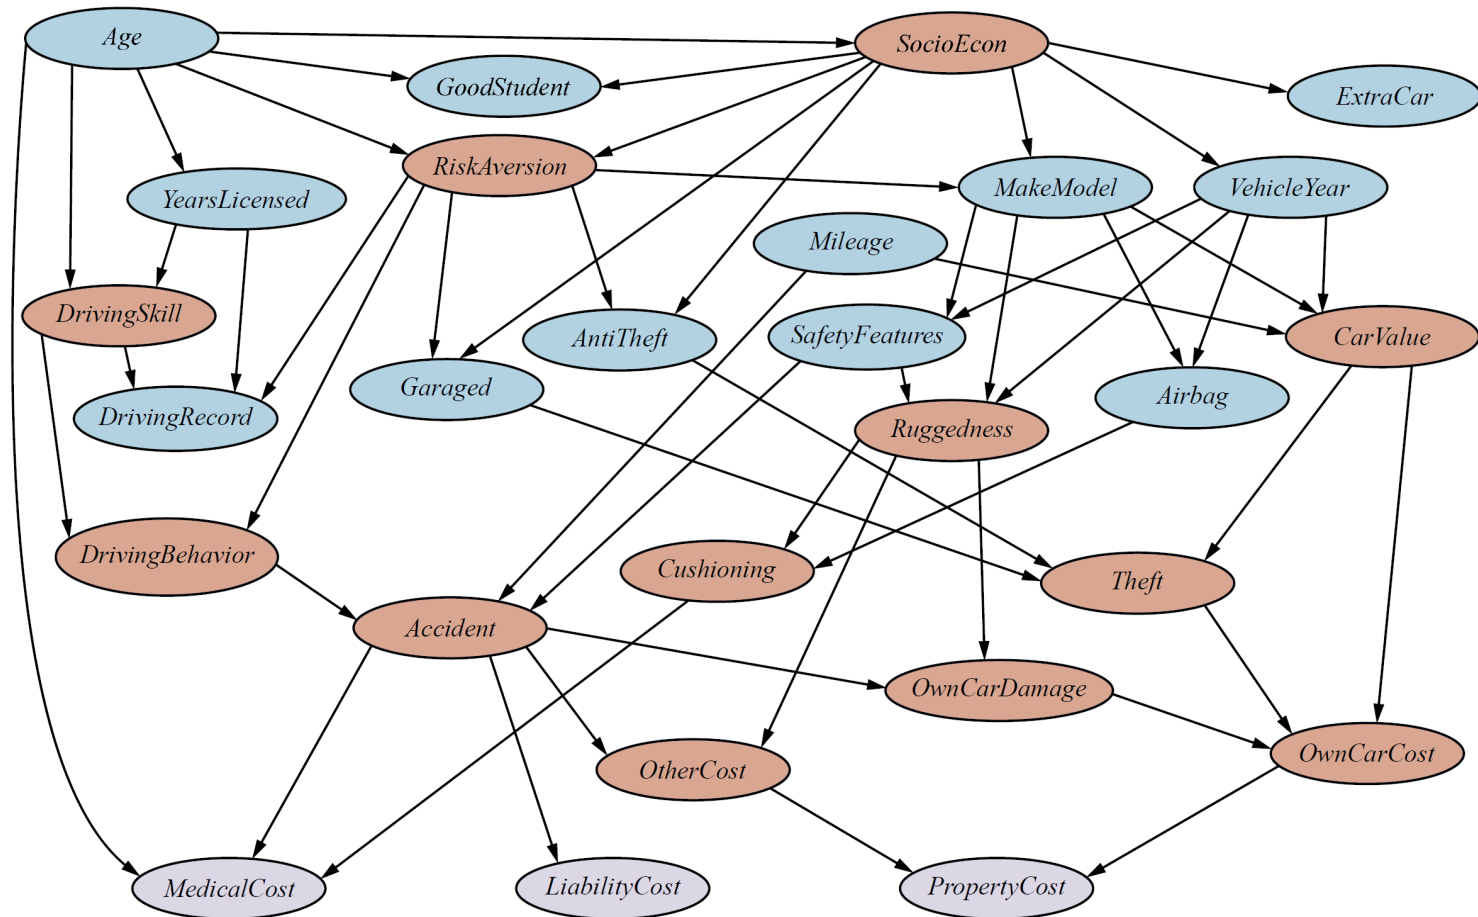 Age
SocioEcon
GoodStudent
ExtraCar
RiskAversion
YearsLicensed
MakeModel
VehicleYear
Mileage
DrivingSkill
AntiTheft
SafetyFeatures
CarValue
Garaged
Airbag
DrivingRecord
Ruggedness
DrivingBehavior
Cushioning
Theft
Accident
OwnCarDamage
OtherCost
OwnCarCost
MedicalCost
LiabilityCost
PropertyCost